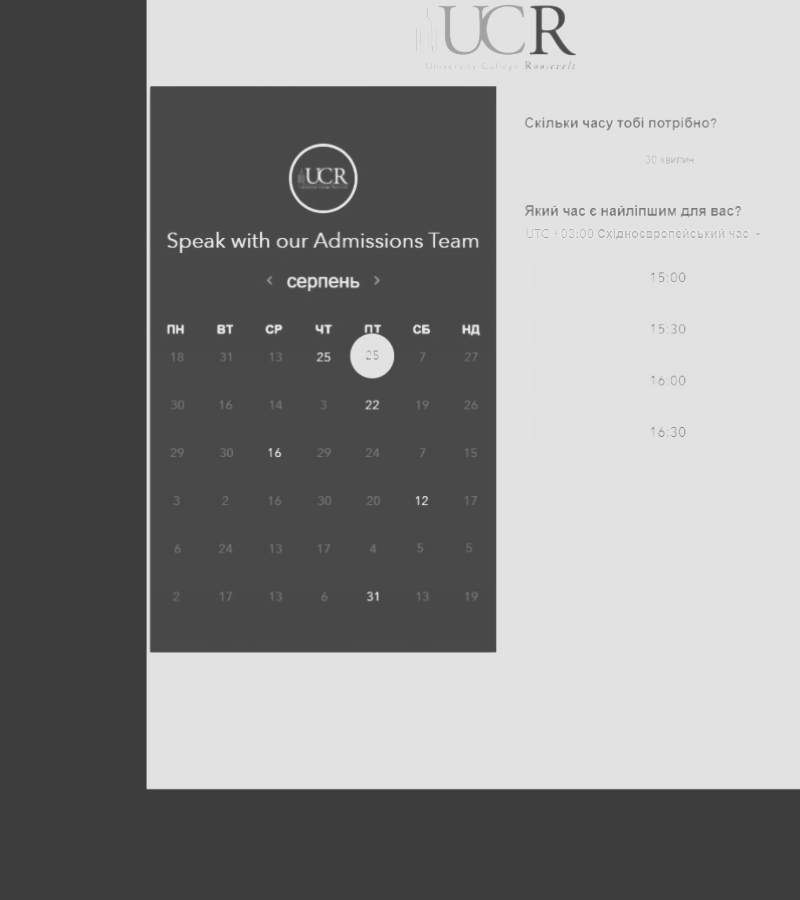 UCR
University College Roosevelt
UCR
Speak with our Admissions Team
< серпень >
ПН ВТ СР ЧТ ПТ СБ НД
18 31 13 25 25 7 27
30 16 14 3 22 19 26
29 30 16 29 24 7 15
3 2 16 30 20 12 17
6 24 13 17 4 5 5
2 17 13 6 31 13 19
Скільки часу тобі потрібно?
30 хвилин
Який час є найліпшим для вас?
UTC +03:00 Східноєвропейський час
15:00
15:30
16:00
16:30